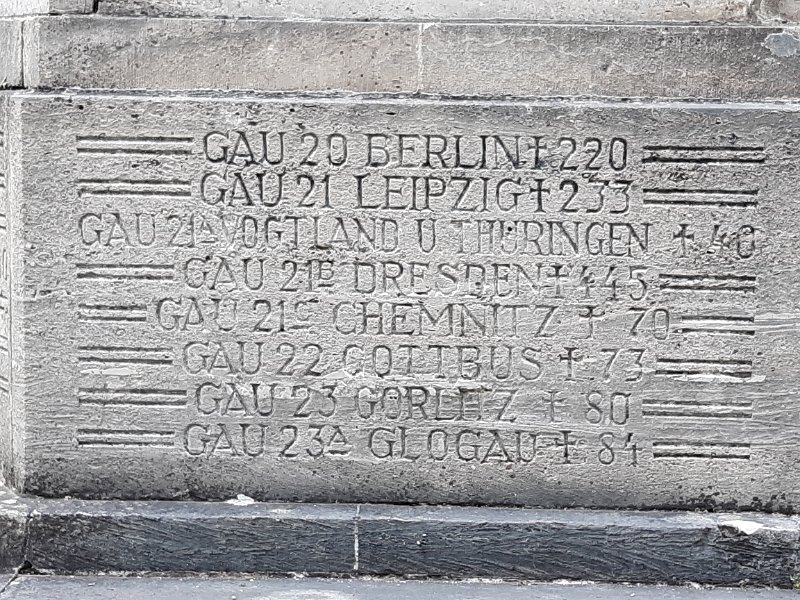 GAU 20 BERLIN ✝ 220
GAU 21 LEIPZIG ✝ 233
GAU 21A VOGTLAND U THÜRINGEN ✝ 40
GAU 21B DRESDEN ✝ 445
GAU 21C CHEMNITZ ✝ 70
GAU 22 COTTBUS ✝ 73
GAU 23 GÖRLITZ ✝ 80
GAU 23A GLOGAU ✝ 84